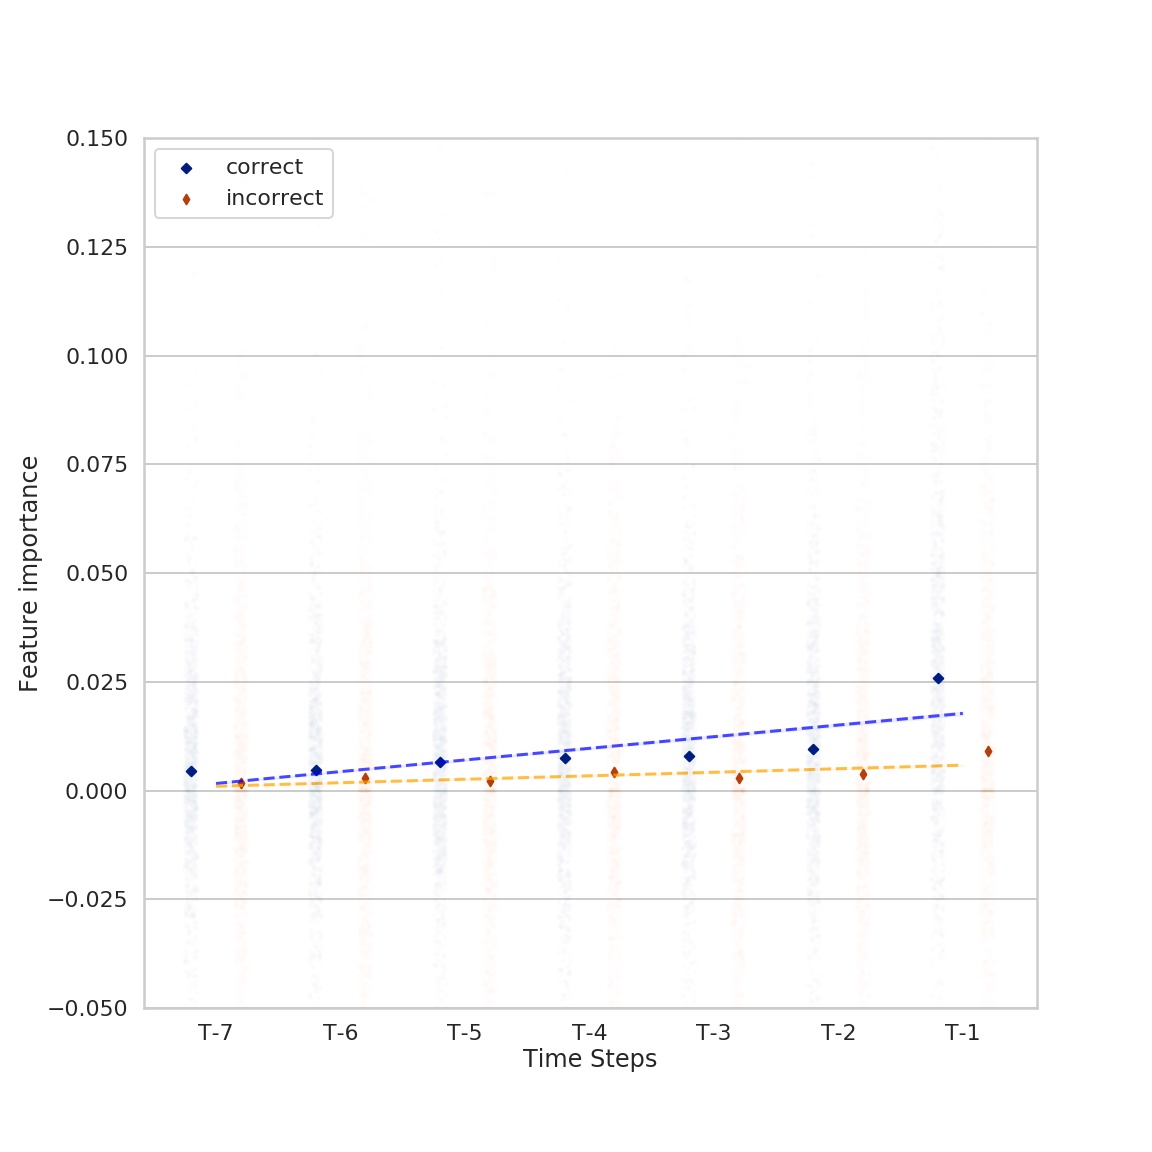 0.150
0.125
0.100
0.075
0.050
0.025
0.000
−0.025
−0.050
Feature importance
correct
incorrect
T-7 T-6 T-5 T-4 T-3 T-2 T-1
Time Steps